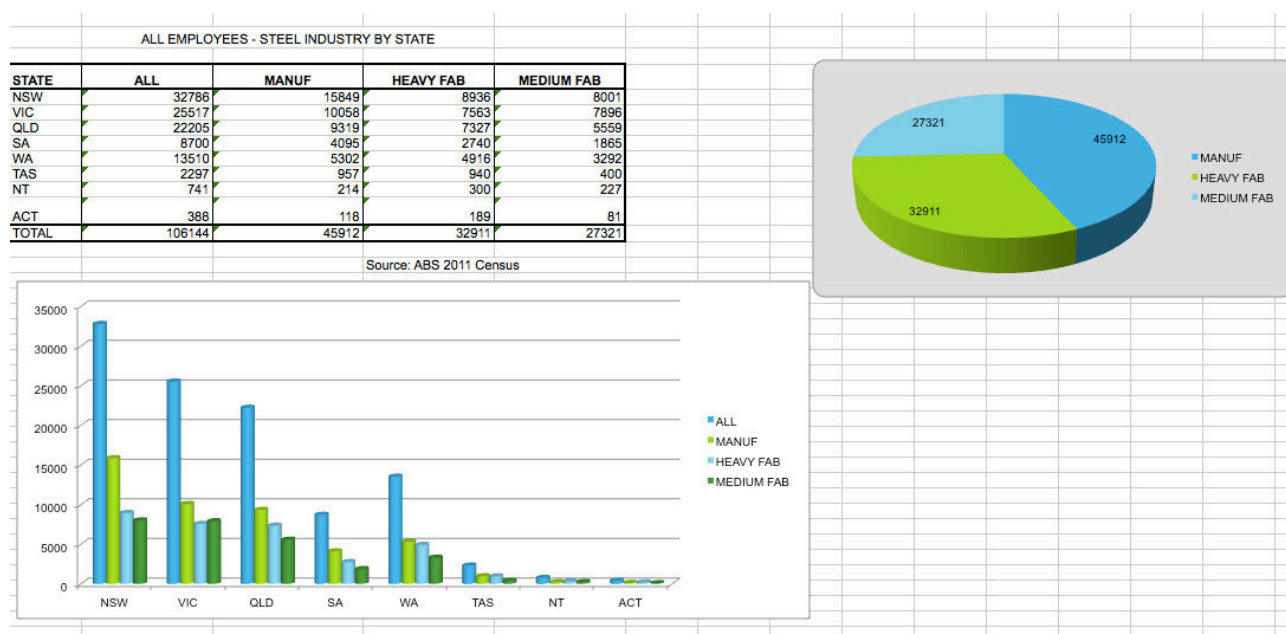 ALL EMPLOYEES - STEEL INDUSTRY BY STATE
STATE ALL MANUF HEAVY FAB MEDIUM FAB
NSW 32786 15849 8936 8001
VIC 25517 10058 7563 7896
QLD 22205 9319 7327 5559
SA 8700 4095 2740 1865
WA 13510 5302 4916 3292
TAS 2297 957 940 400
NT 741 214 300 227
ACT 388 118 189 81
TOTAL 106144 45912 32911 27321
Source: ABS 2011 Census
27321
45912
32911
MANUF
HEAVY FAB
MEDIUM FAB
35000
30000
25000
20000
15000
10000
5000
0
NSW VIC QLD SA WA TAS NT ACT
ALL
MANUF
HEAVY FAB
MEDIUM FAB